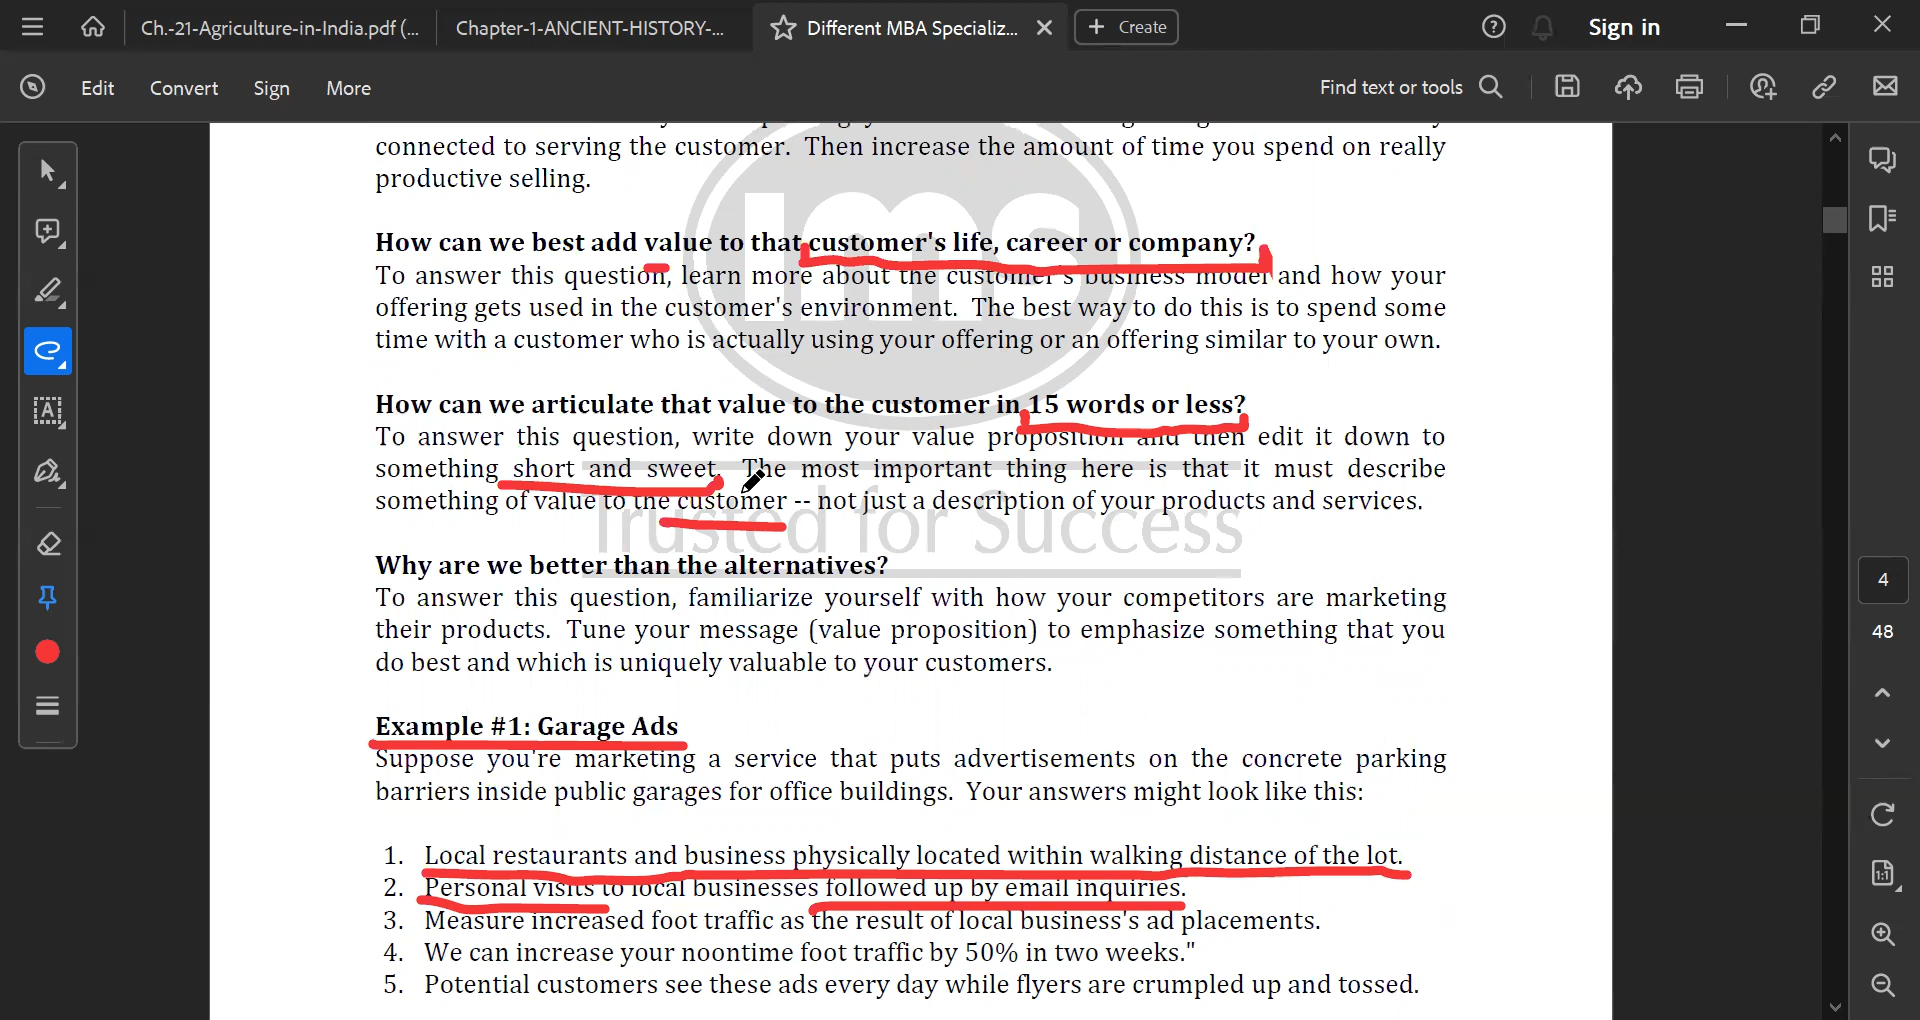 Ch.-21-Agriculture-in-India.pdf (...
Chapter-1-ANCIENT-HISTORY-...
Different MBA Specializ...
Create
Sign in
Edit
Convert
Sign
More
Find text or tools
connected to serving the customer. Then increase the amount of time you spend on really
productive selling.
How can we best add value to that customer's life, career or company?
To answer this question, learn more about the customer's business model and how your
offering gets used in the customer's environment. The best way to do this is to spend some
time with a customer who is actually using your offering or an offering similar to your own.
How can we articulate that value to the customer in 15 words or less?
To answer this question, write down your value proposition and then edit it down to
something short and sweet. The most important thing here is that it must describe
something of value to the customer -- not just a description of your products and services.
Why are we better than the alternatives?
To answer this question, familiarize yourself with how your competitors are marketing
their products. Tune your message (value proposition) to emphasize something that you
do best and which is uniquely valuable to your customers.
Example #1: Garage Ads
Suppose you're marketing a service that puts advertisements on the concrete parking
barriers inside public garages for office buildings. Your answers might look like this:
1. Local restaurants and business physically located within walking distance of the lot.
2. Personal visits to local businesses followed up by email inquiries.
3. Measure increased foot traffic as the result of local business's ad placements.
4. We can increase your noontime foot traffic by 50% in two weeks."
5. Potential customers see these ads every day while flyers are crumpled up and tossed.
ims
Trusted for Success
4
48
1:1